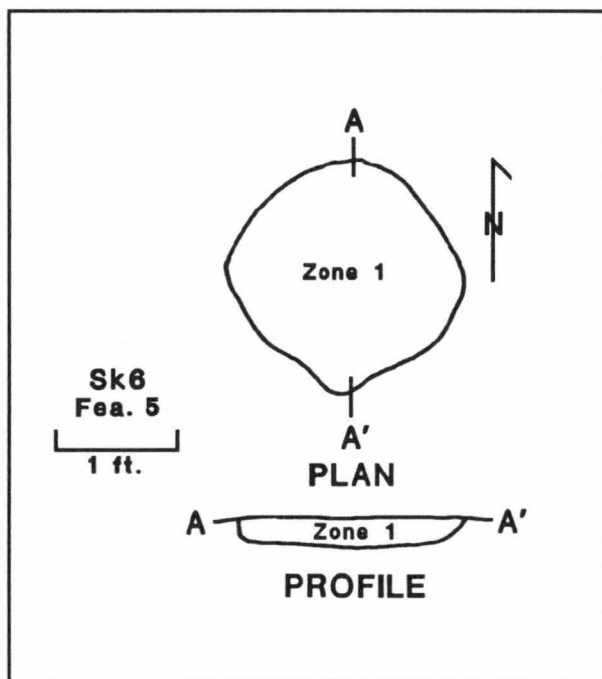 A
N
Zone 1
Sk6
Fea. 5
1 ft.
A'
PLAN
A Zone 1 A'
PROFILE